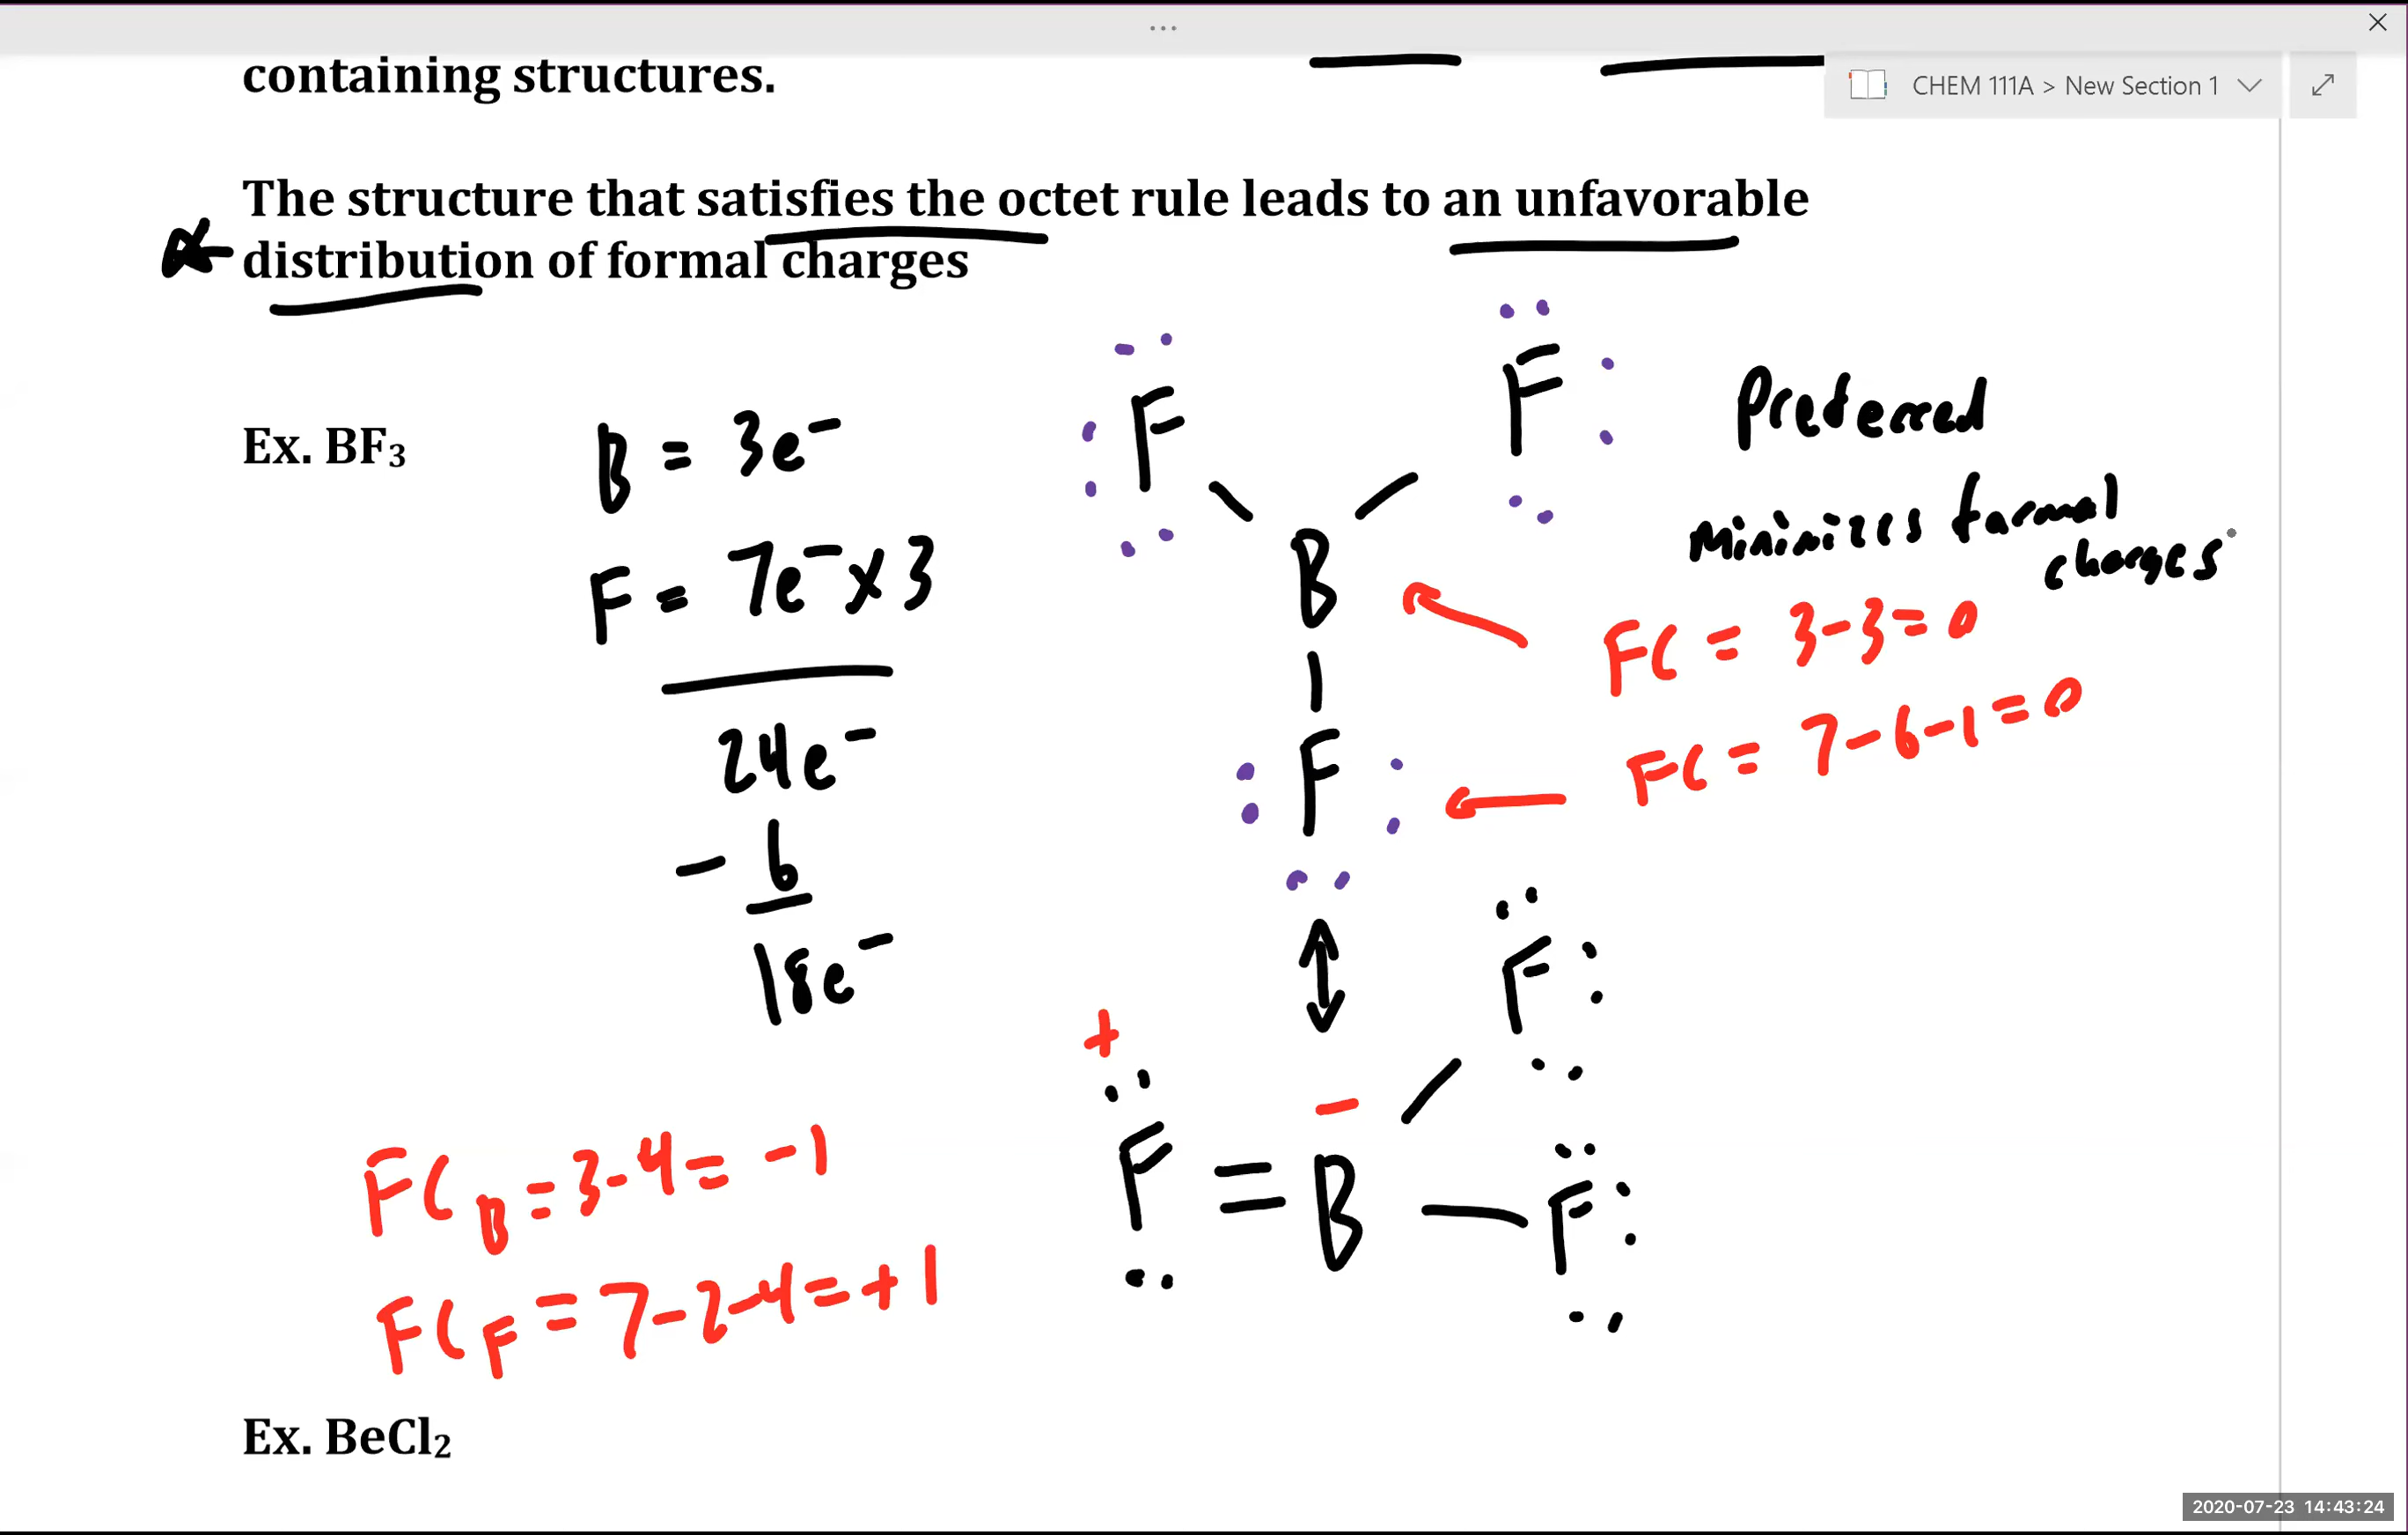 containing structures.
CHEM 111A > New Section 1
The structure that satisfies the octet rule leads to an unfavorable
distribution of formal charges
Ex. BF₃
B = 3e⁻
F = 7e⁻ x 3
24e⁻
- 6
18e⁻
F
F
B
F
Preferred
Minimizes formal
charges
FC = 3-3=0
FC = 7-6-1=0
F
+
-
F = B — F
FC_B = 3-4 = -1
FC_F = 7-2-4 = +1
Ex. BeCl₂
2020-07-23 14:43:24